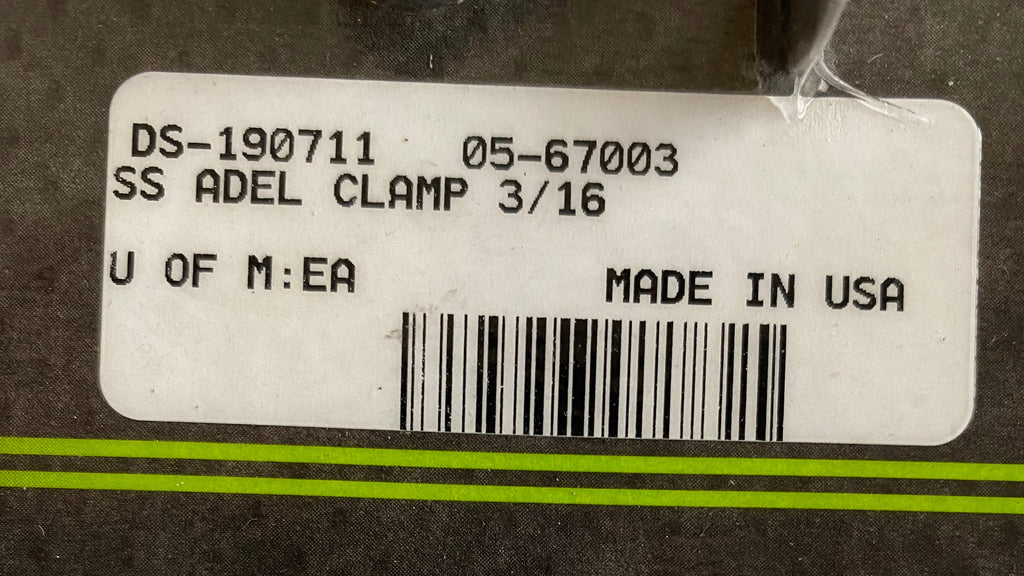 DS-190711 05-67003
SS ADEL CLAMP 3/16
U OF M:EA
MADE IN USA